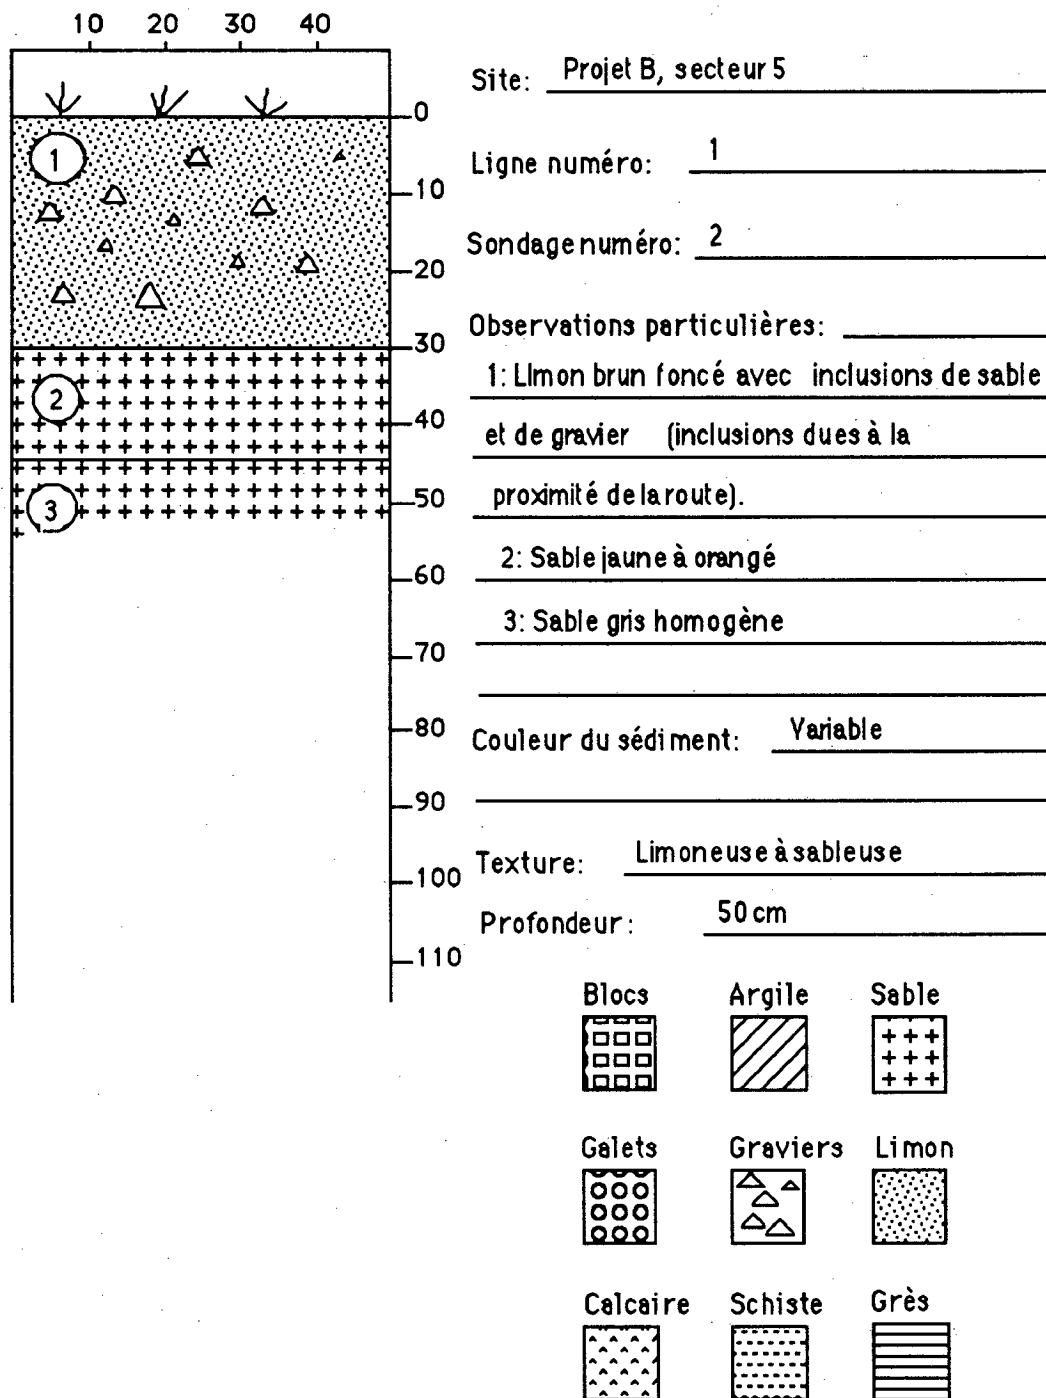 10 20 30 40
Site: Projet B, secteur 5
0
1
Ligne numéro: 1
10
Sondage numéro: 2
20
Observations particulières:
30
1: Limon brun foncé avec inclusions de sable
2
40
et de gravier (inclusions dues à la
3
50
proximité de la route).
2: Sable jaune à orangé
60
3: Sable gris homogène
70
80
Couleur du sédiment: Variable
90
Texture: Limoneuse à sableuse
100
Profondeur: 50 cm
110
Blocs Argile Sable
Galets Graviers Limon
Calcaire Schiste Grès